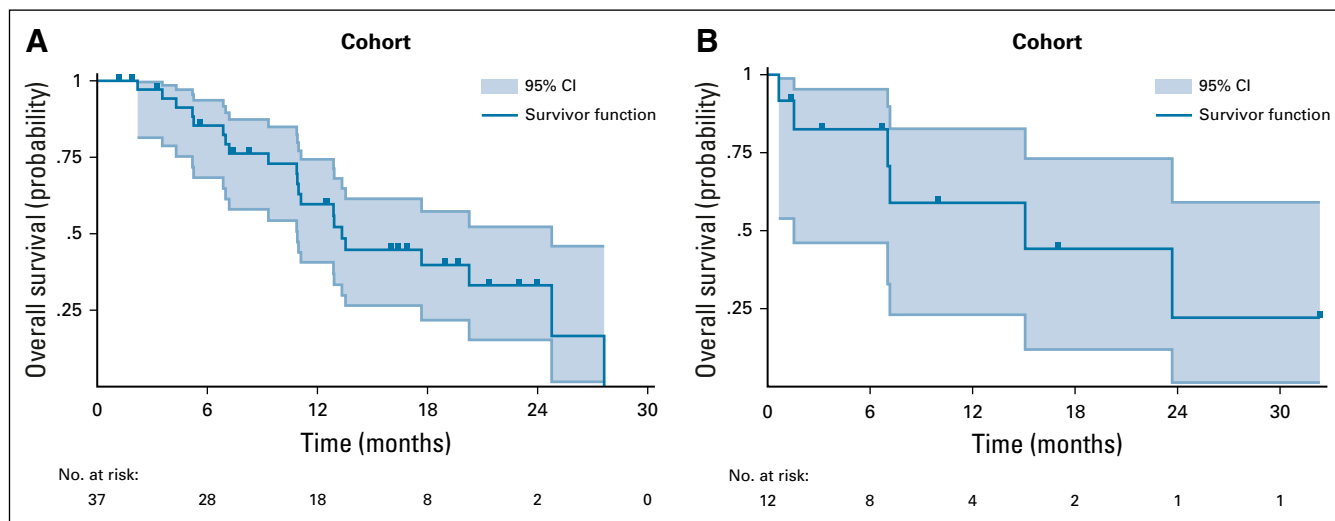 A
Cohort
95% CI
Survivor function
Overall survival (probability)
1
.75
.5
.25
0 6 12 18 24 30
Time (months)
No. at risk:
37 28 18 8 2 0
B
Cohort
95% CI
Survivor function
Overall survival (probability)
1
.75
.5
.25
0 6 12 18 24 30
Time (months)
No. at risk:
12 8 4 2 1 1